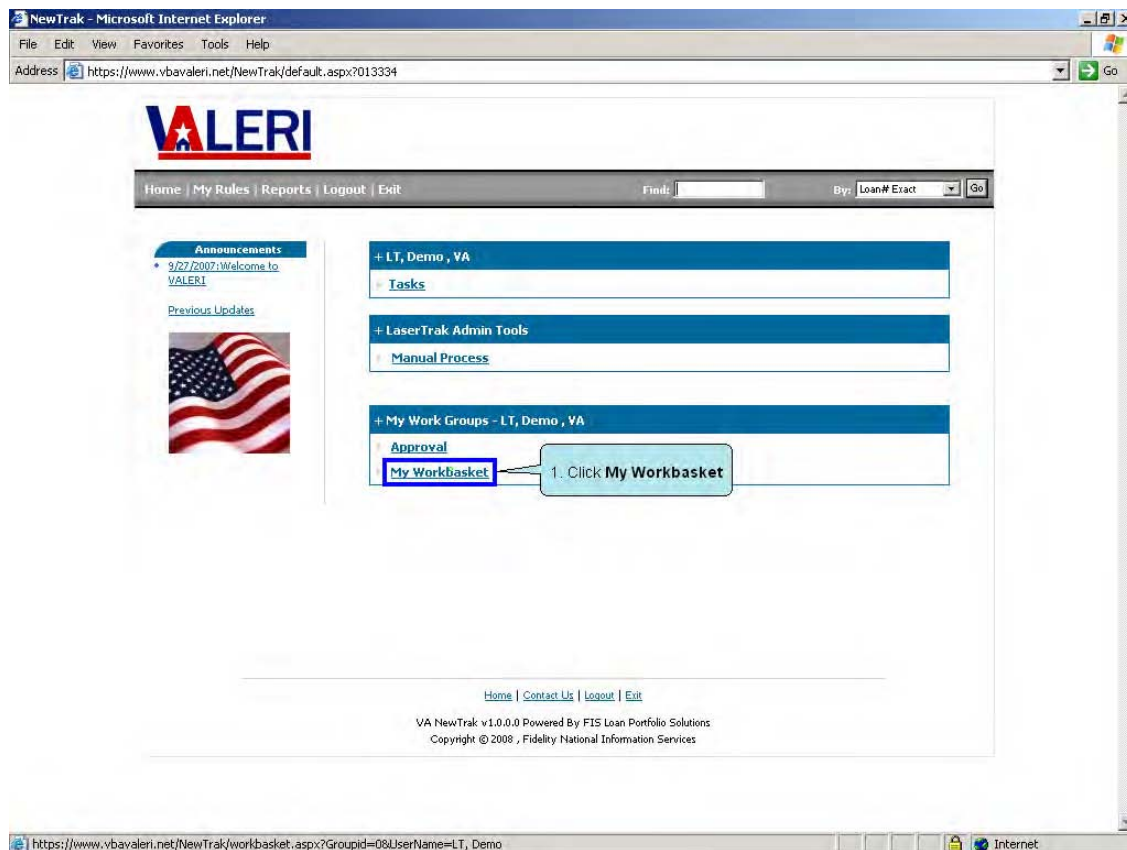 NewTrak - Microsoft Internet Explorer
File Edit View Favorites Tools Help
Address https://www.vbavaleri.net/NewTrak/default.aspx?013334 Go
VALERI
Home | My Rules | Reports | Logout | Exit Find: By: Loan# Exact Go
Announcements
9/27/2007:Welcome to
VALERI
Previous Updates
+ LT, Demo , VA
Tasks
+ LaserTrak Admin Tools
Manual Process
+ My Work Groups - LT, Demo , VA
Approval
My Workbasket
1. Click My Workbasket
Home | Contact Us | Logout | Exit
VA NewTrak v1.0.0.0 Powered By FIS Loan Portfolio Solutions
Copyright © 2008 , Fidelity National Information Services
https://www.vbavaleri.net/NewTrak/workbasket.aspx?Groupid=0&UserName=LT, Demo Internet